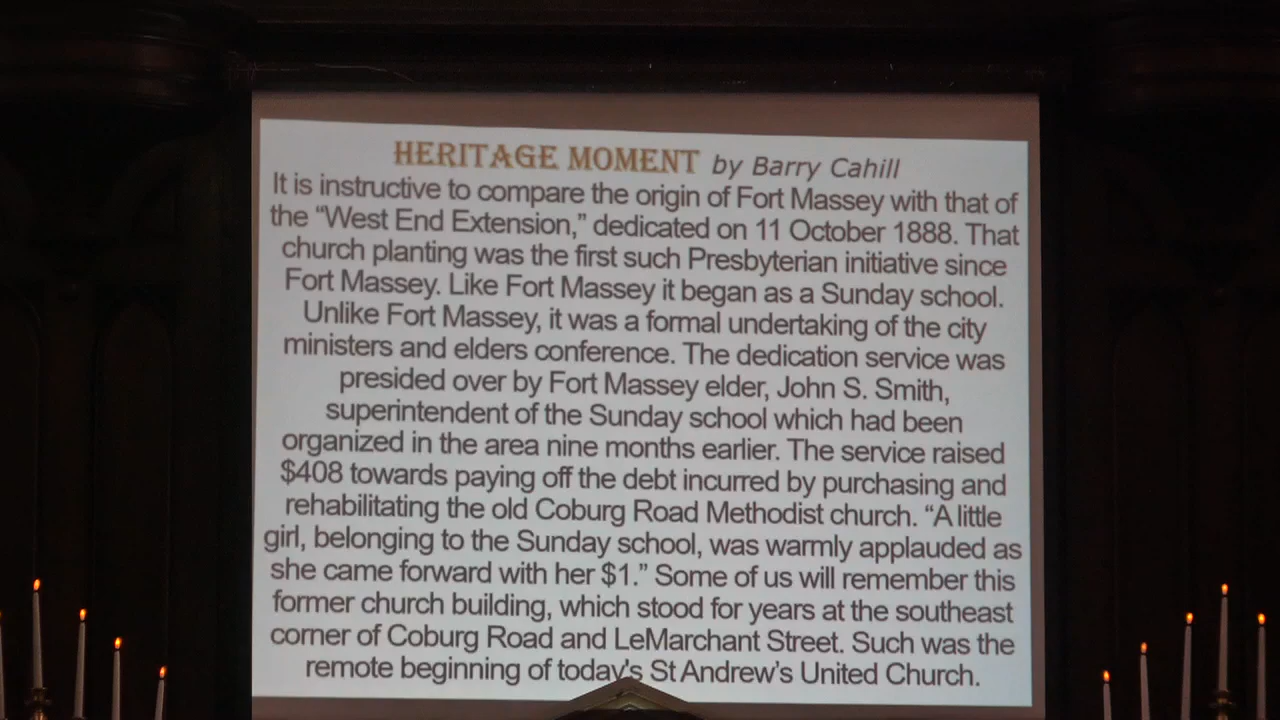 HERITAGE MOMENT by Barry Cahill
It is instructive to compare the origin of Fort Massey with that of
the “West End Extension,” dedicated on 11 October 1888. That
church planting was the first such Presbyterian initiative since
Fort Massey. Like Fort Massey it began as a Sunday school.
Unlike Fort Massey, it was a formal undertaking of the city
ministers and elders conference. The dedication service was
presided over by Fort Massey elder, John S. Smith,
superintendent of the Sunday school which had been
organized in the area nine months earlier. The service raised
$408 towards paying off the debt incurred by purchasing and
rehabilitating the old Coburg Road Methodist church. “A little
girl, belonging to the Sunday school, was warmly applauded as
she came forward with her $1.” Some of us will remember this
former church building, which stood for years at the southeast
corner of Coburg Road and LeMarchant Street. Such was the
remote beginning of today's St Andrew’s United Church.